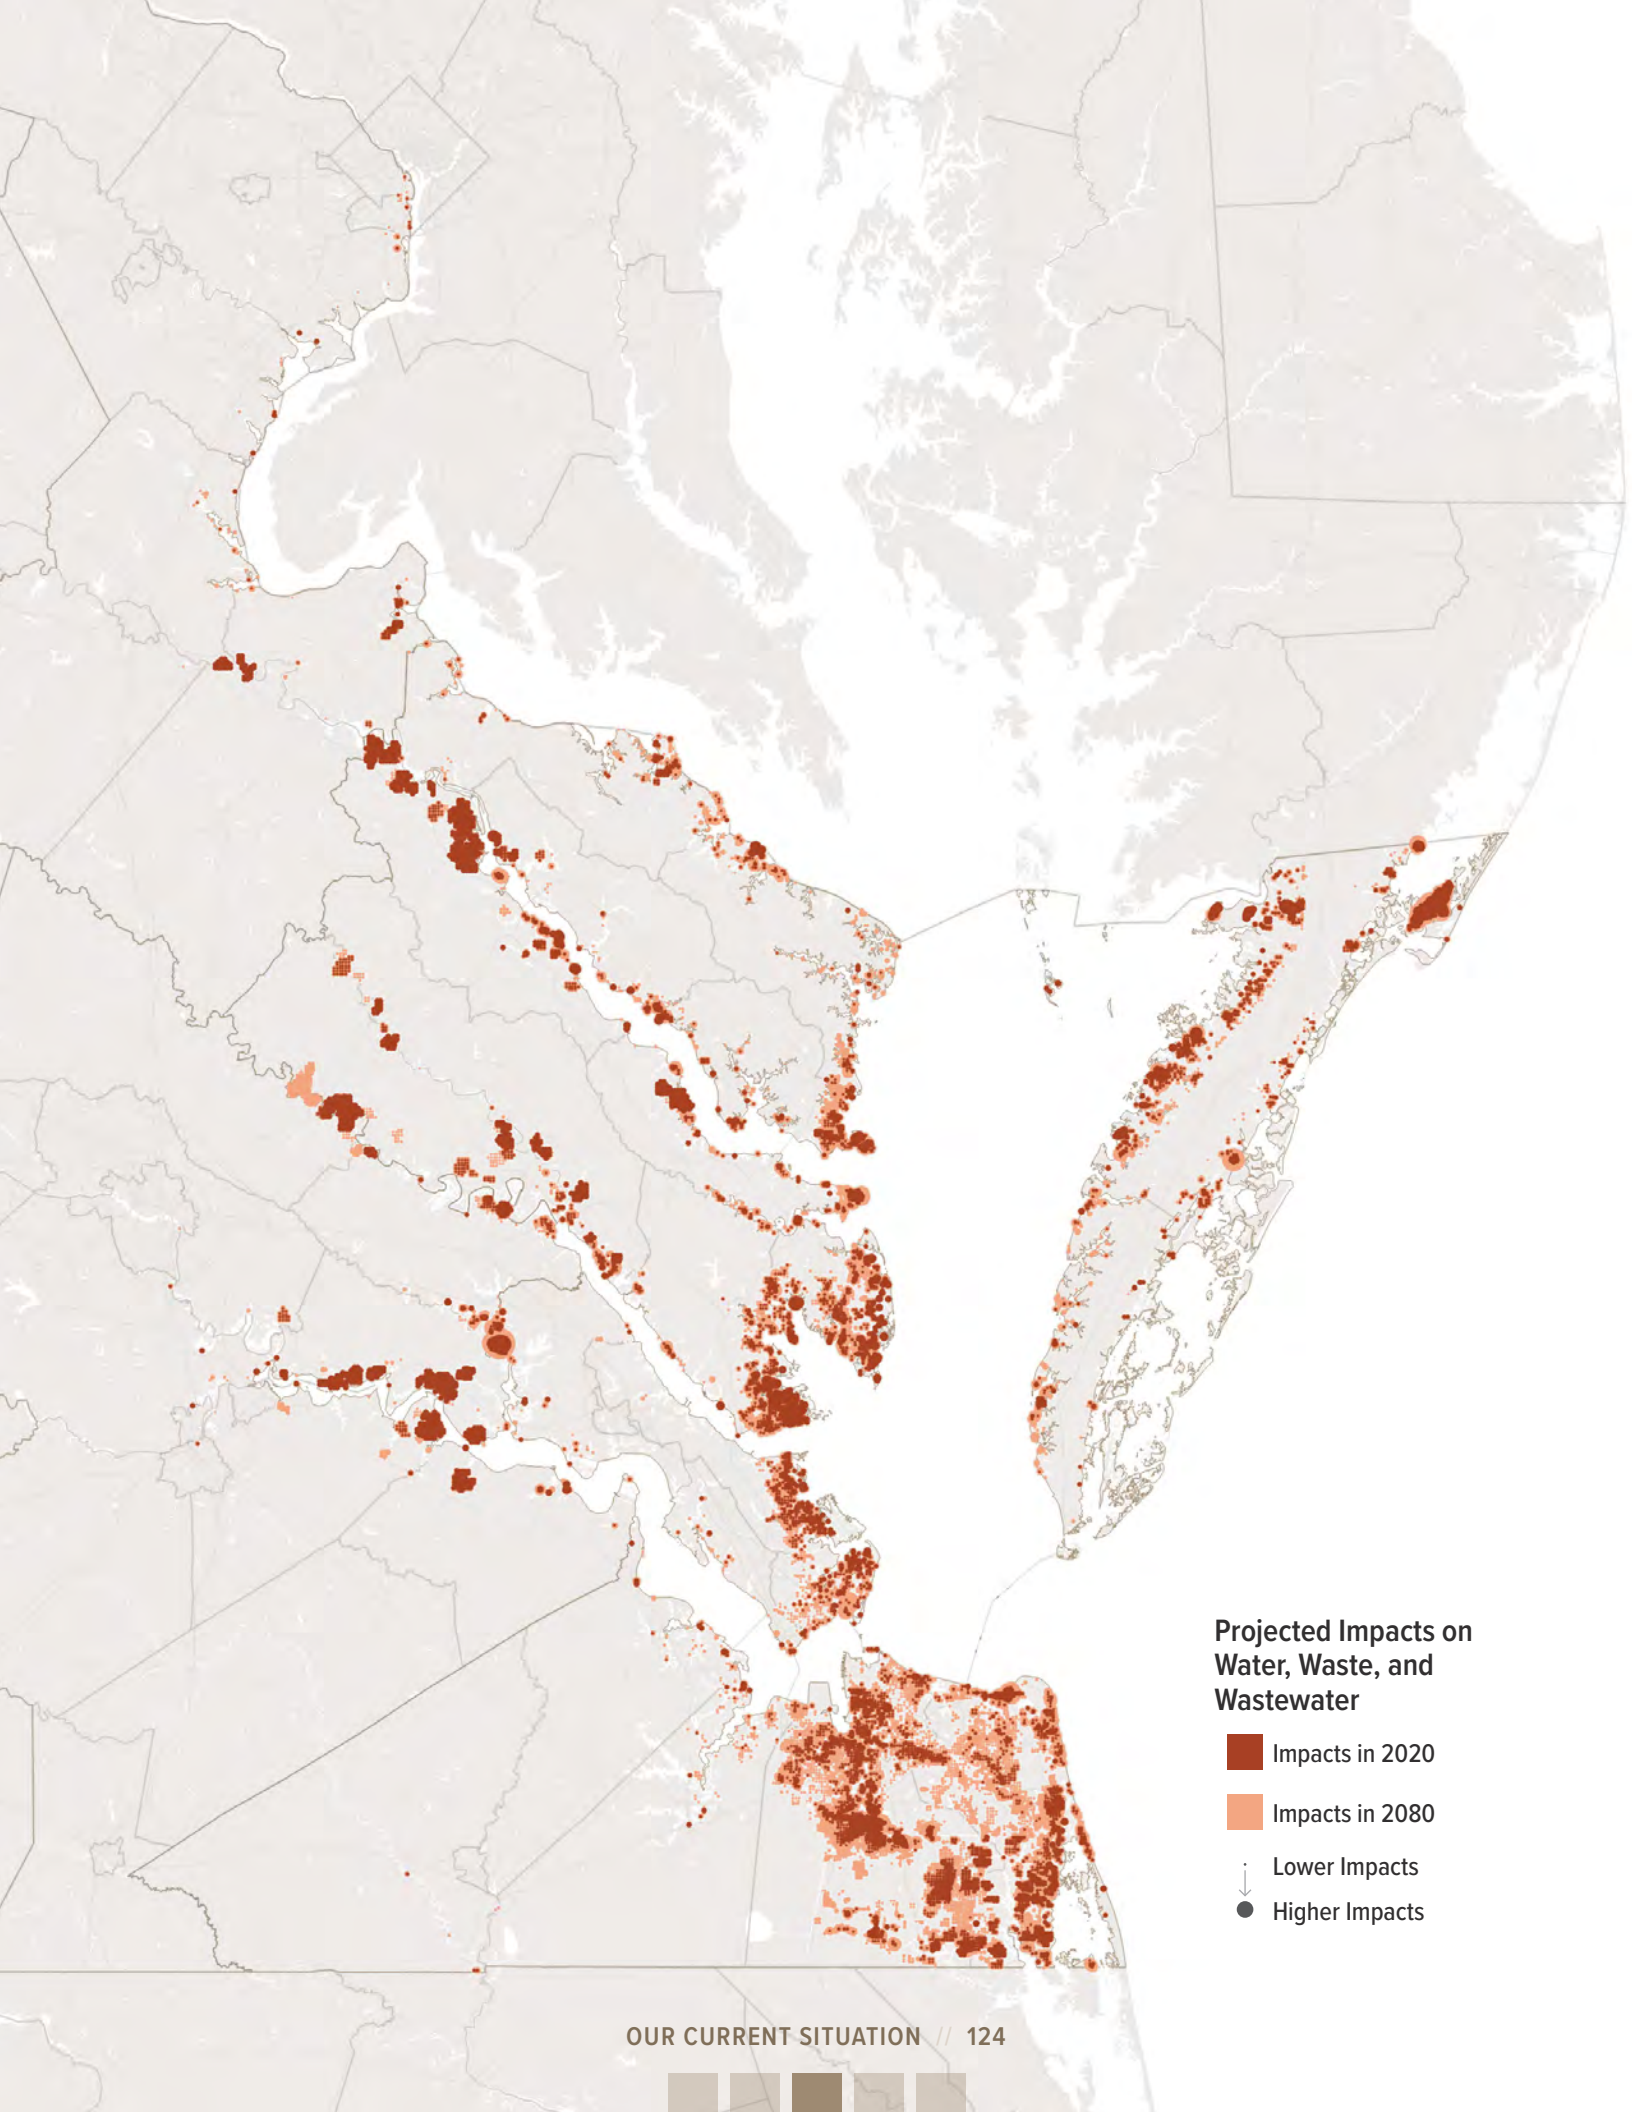 Projected Impacts on
Water, Waste, and
Wastewater
Impacts in 2020
Impacts in 2080
Lower Impacts
Higher Impacts
OUR CURRENT SITUATION // 124